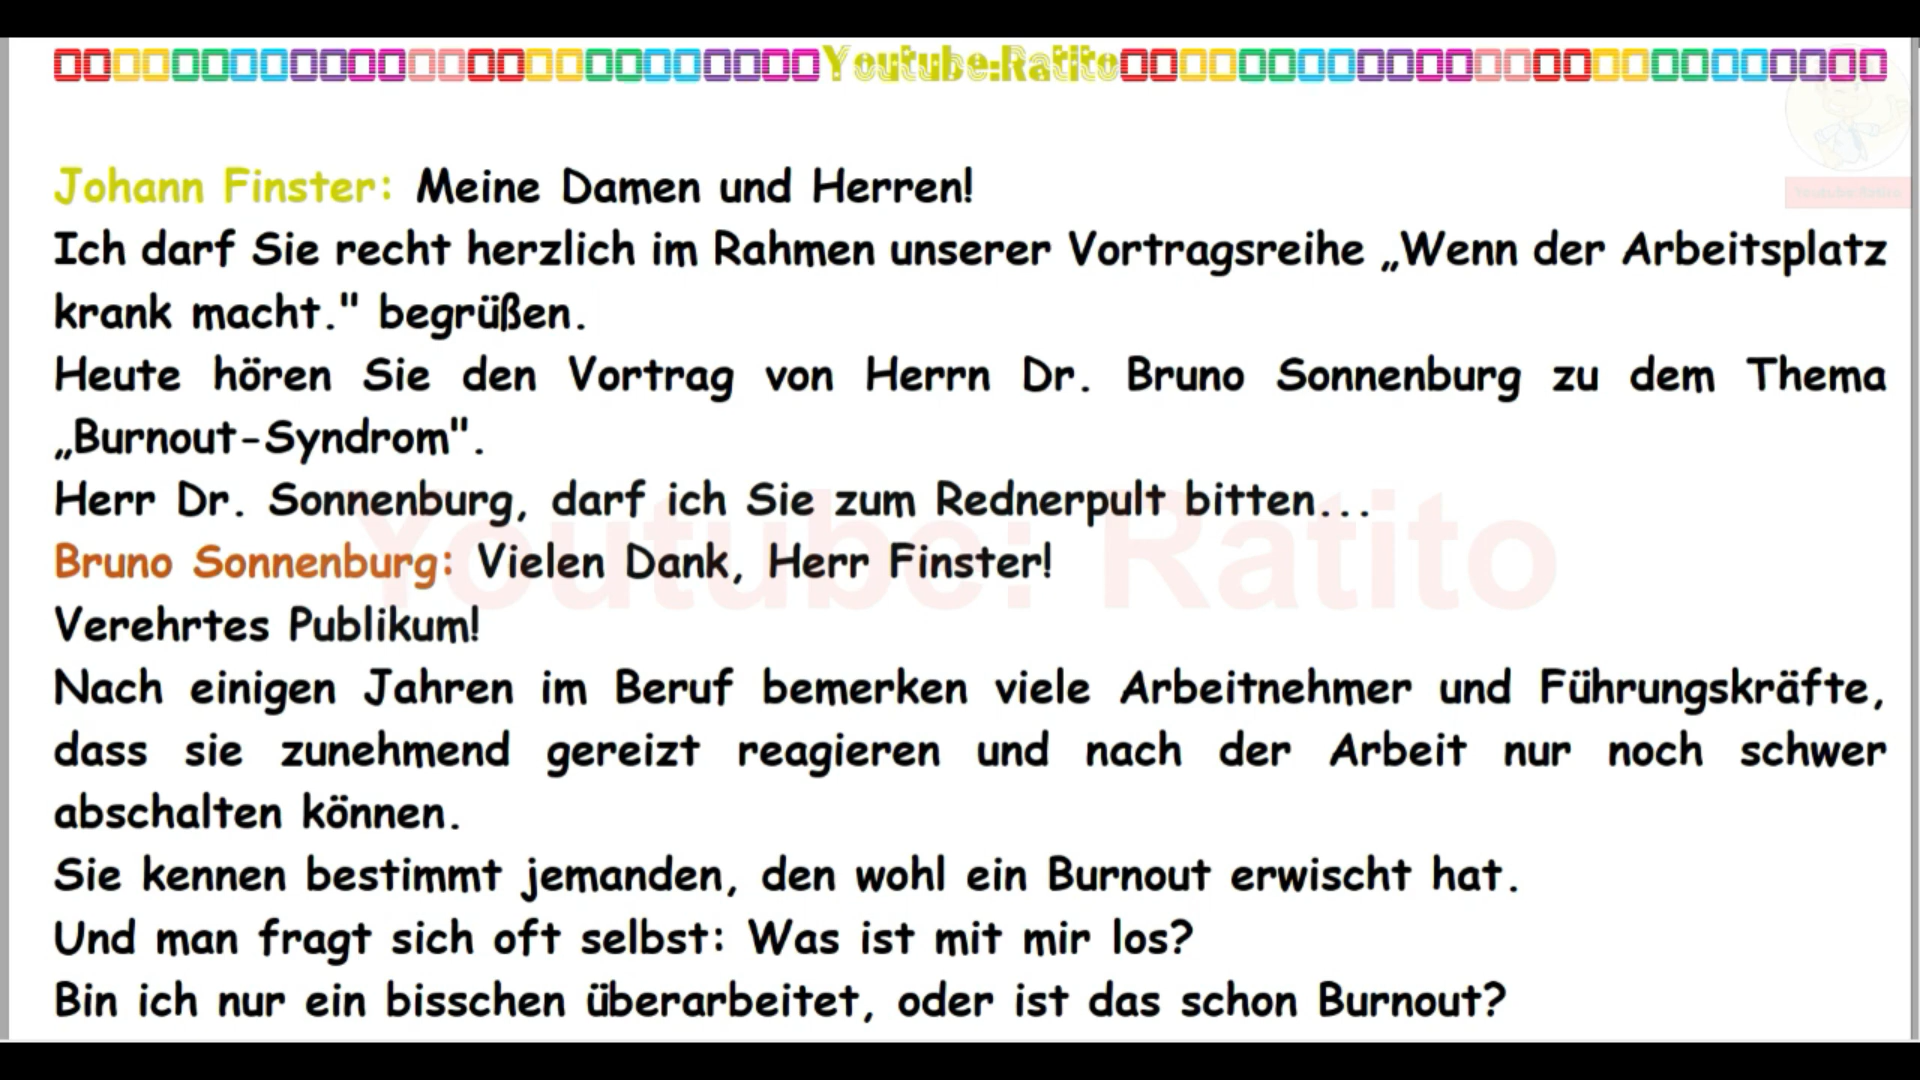 Youtube:Ratito
Youtube Ratito
Johann Finster: Meine Damen und Herren!
Ich darf Sie recht herzlich im Rahmen unserer Vortragsreihe „Wenn der Arbeitsplatz
krank macht." begrüßen.
Heute hören Sie den Vortrag von Herrn Dr. Bruno Sonnenburg zu dem Thema
„Burnout-Syndrom".
Herr Dr. Sonnenburg, darf ich Sie zum Rednerpult bitten...
Youtube: Ratito
Bruno Sonnenburg: Vielen Dank, Herr Finster!
Verehrtes Publikum!
Nach einigen Jahren im Beruf bemerken viele Arbeitnehmer und Führungskräfte,
dass sie zunehmend gereizt reagieren und nach der Arbeit nur noch schwer
abschalten können.
Sie kennen bestimmt jemanden, den wohl ein Burnout erwischt hat.
Und man fragt sich oft selbst: Was ist mit mir los?
Bin ich nur ein bisschen überarbeitet, oder ist das schon Burnout?